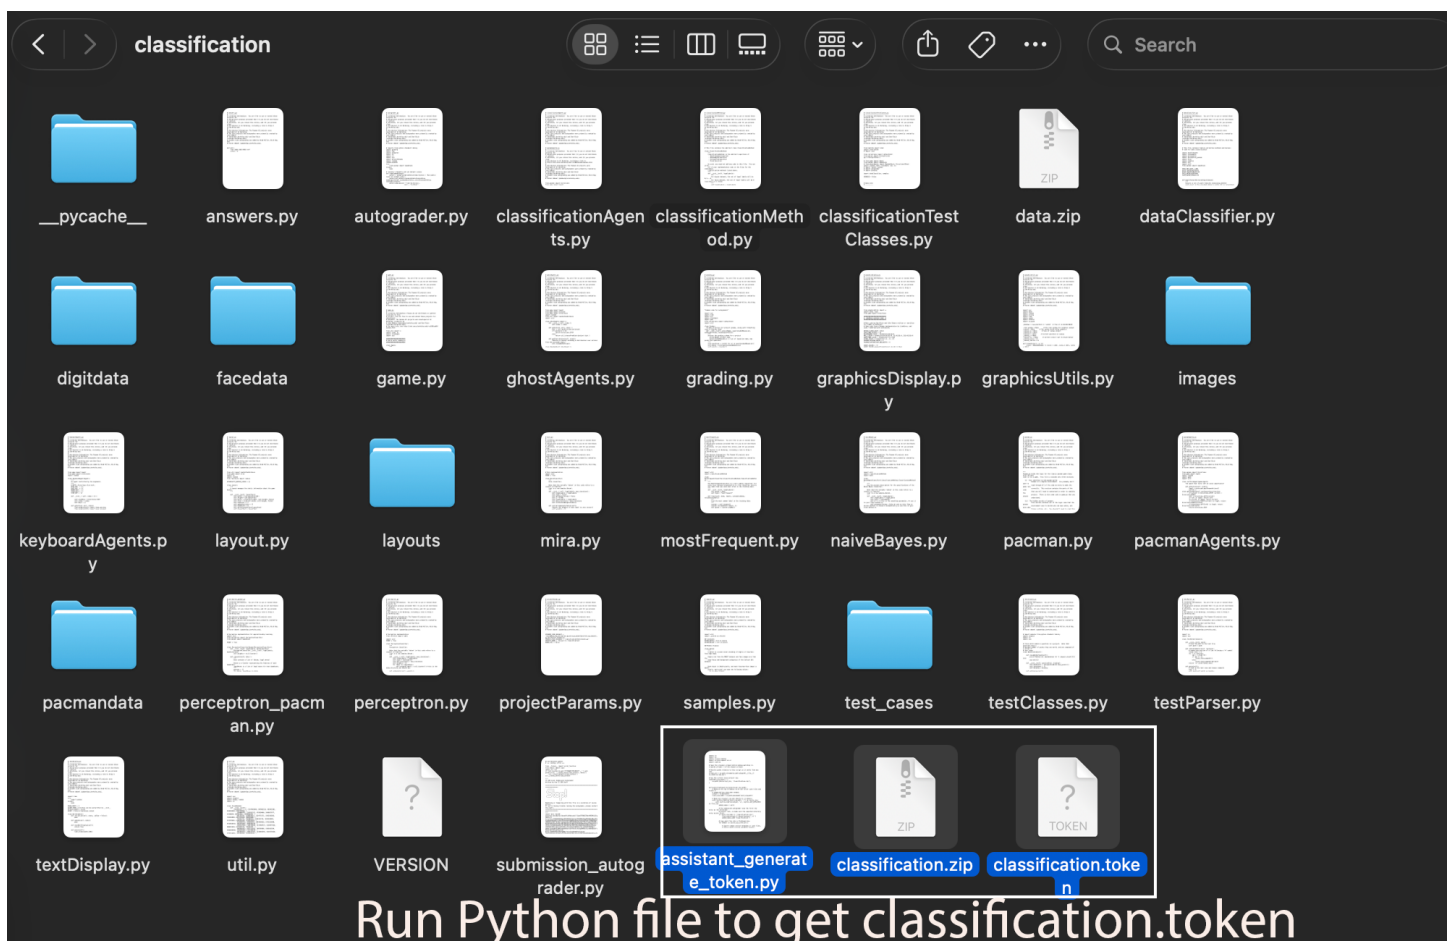 classification
Search
__pycache__
answers.py
autograder.py
classificationAgen
ts.py
classificationMeth
od.py
classificationTest
Classes.py
ZIP
data.zip
dataClassifier.py
digitdata
facedata
game.py
ghostAgents.py
grading.py
graphicsDisplay.p
y
graphicsUtils.py
images
keyboardAgents.p
y
layout.py
layouts
mira.py
mostFrequent.py
naiveBayes.py
pacman.py
pacmanAgents.py
pacmandata
perceptron_pacm
an.py
perceptron.py
projectParams.py
samples.py
test_cases
testClasses.py
testParser.py
textDisplay.py
util.py
?
VERSION
submission_autog
rader.py
assistant_generat
e_token.py
ZIP
classification.zip
?
TOKEN
classification.toke
n
Run Python file to get classification.token